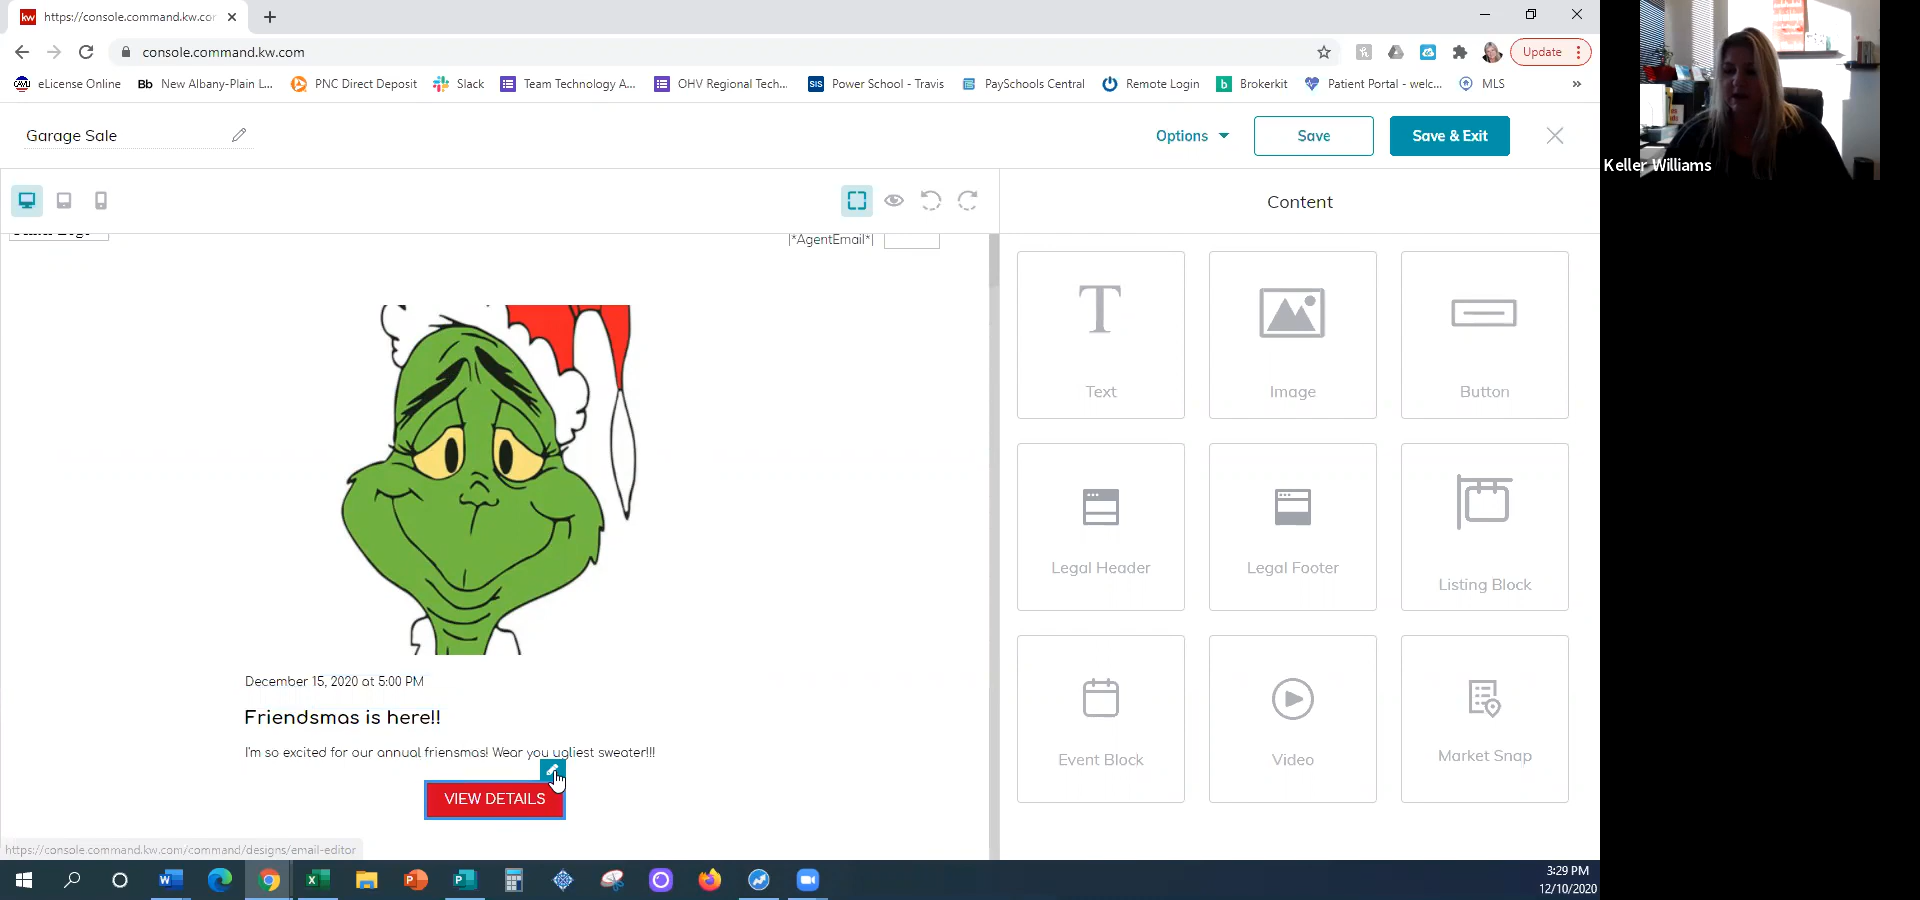 kw https://console.command.kw.cor
console.command.kw.com
Update
eLicense Online
Bb New Albany-Plain L...
PNC Direct Deposit
Slack
Team Technology A...
OHV Regional Tech...
SIS Power School - Travis
PaySchools Central
Remote Login
b Brokerkit
Patient Portal - welc...
MLS
»
Garage Sale
Options
Save
Save & Exit
Keller Williams
Content
|*AgentEmail*|
Text
Image
Button
Legal Header
Legal Footer
Listing Block
December 15, 2020 at 5:00 PM
Friendsmas is here!!
I'm so excited for our annual friensmas! Wear you ugliest sweater!!!
VIEW DETAILS
Event Block
Video
Market Snap
https://console.command.kw.com/command/designs/email-editor
3:29 PM
12/10/2020